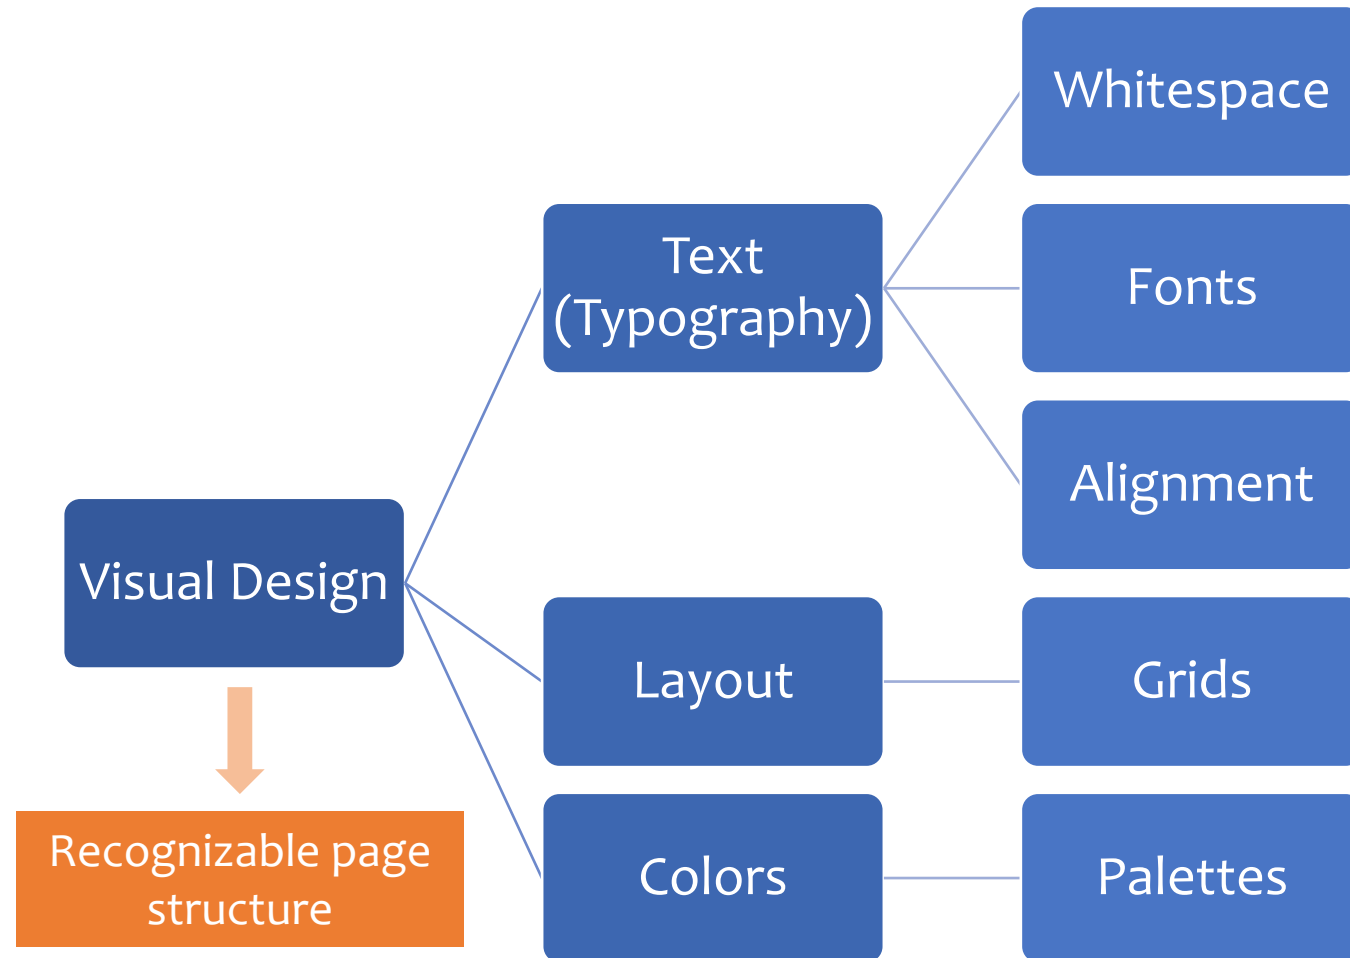 Visual Design
Recognizable page
structure
Text
(Typography)
Whitespace
Fonts
Alignment
Layout
Grids
Colors
Palettes